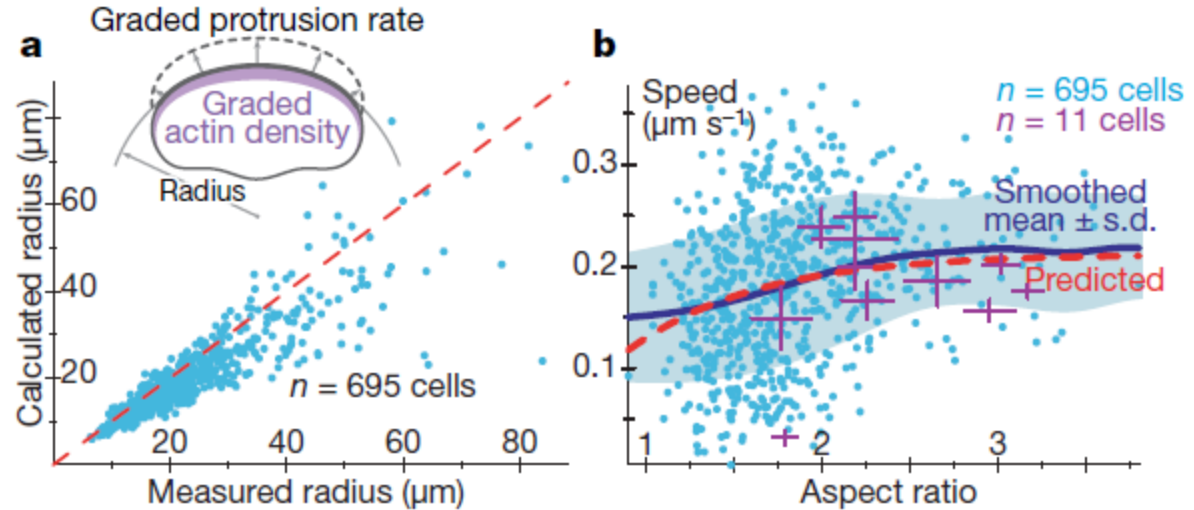 a
Graded protrusion rate
Graded
actin density
Radius
Calculated radius (µm)
60
40
20
n = 695 cells
20 40 60 80
Measured radius (µm)
b
Speed
(µm s⁻¹)
n = 695 cells
n = 11 cells
0.3
0.2
0.1
Smoothed
mean ± s.d.
Predicted
1 2 3
Aspect ratio